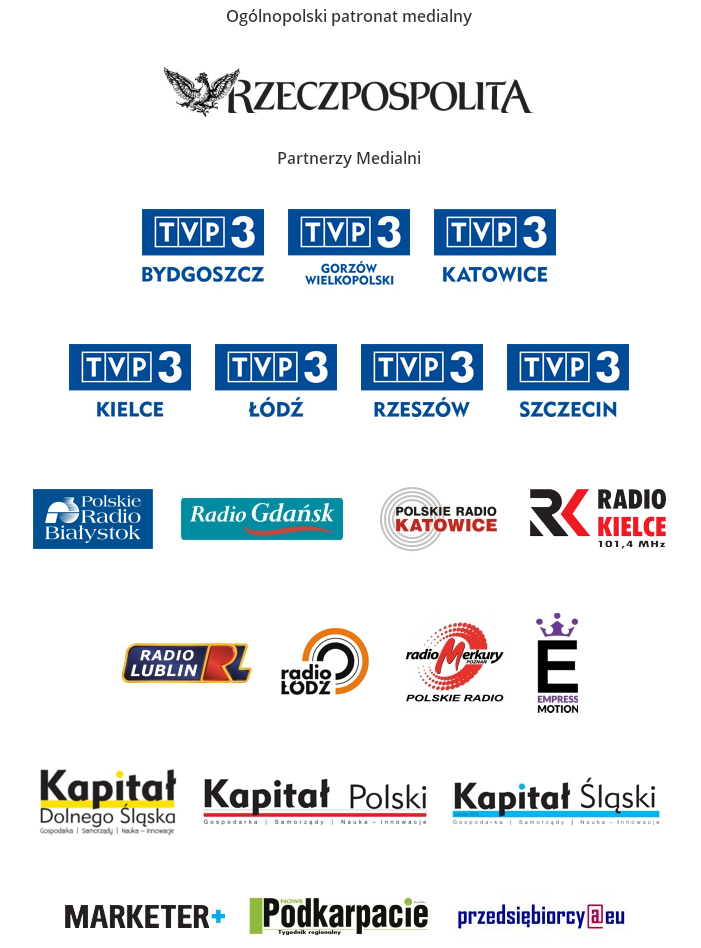 Ogólnopolski patronat medialny
RZECZPOSPOLITA
Partnerzy Medialni
TVP 3 TVP 3 TVP 3
BYDGOSZCZ GORZÓW WIELKOPOLSKI KATOWICE
TVP 3 TVP 3 TVP 3 TVP 3
KIELCE ŁÓDŹ RZESZÓW SZCZECIN
Polskie
Radio
Białystok
Radio Gdańsk
POLSKIE RADIO
KATOWICE
RK RADIO
KIELCE
101,4 MHz
RADIO
LUBLIN RL
radio
ŁÓDŹ
radio Merkury
POZNAŃ
POLSKIE RADIO
E
EMPRESS
MOTION
Kapitał
Dolnego Śląska
Gospodarka | Samorządy | Nauka – Innowacje
Kapitał Polski
Gospodarka | Samorządy | Nauka – Innowacje
Kapitał Śląski
Gospodarka | Samorządy | Nauka – Innowacje
MARKETER+
NOWE
Podkarpacie
Tygodnik regionalny
przedsiębiorcy@eu